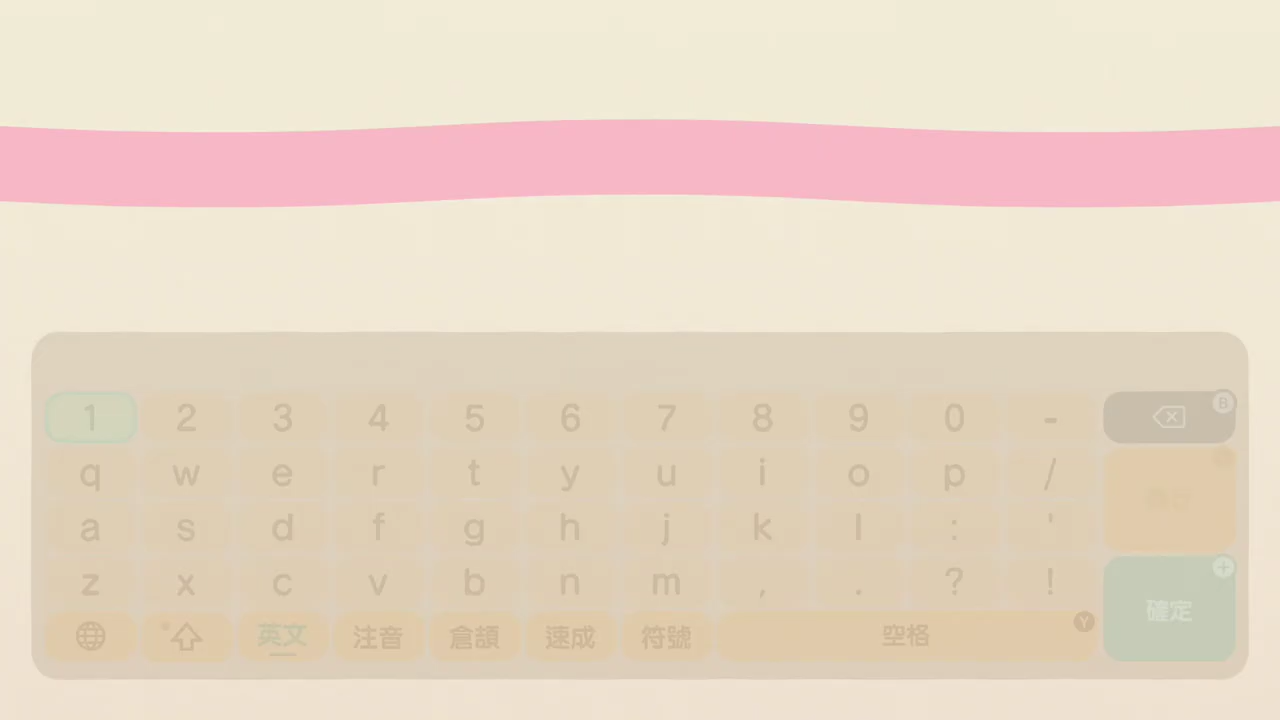 B
1 2 3 4 5 6 7 8 9 0 -
q w e r t y u i o p /
a s d f g h j k l : '
z x c v b n m , . ? !
+
確定
英文 注音 倉頡 速成 符號 空格 Y